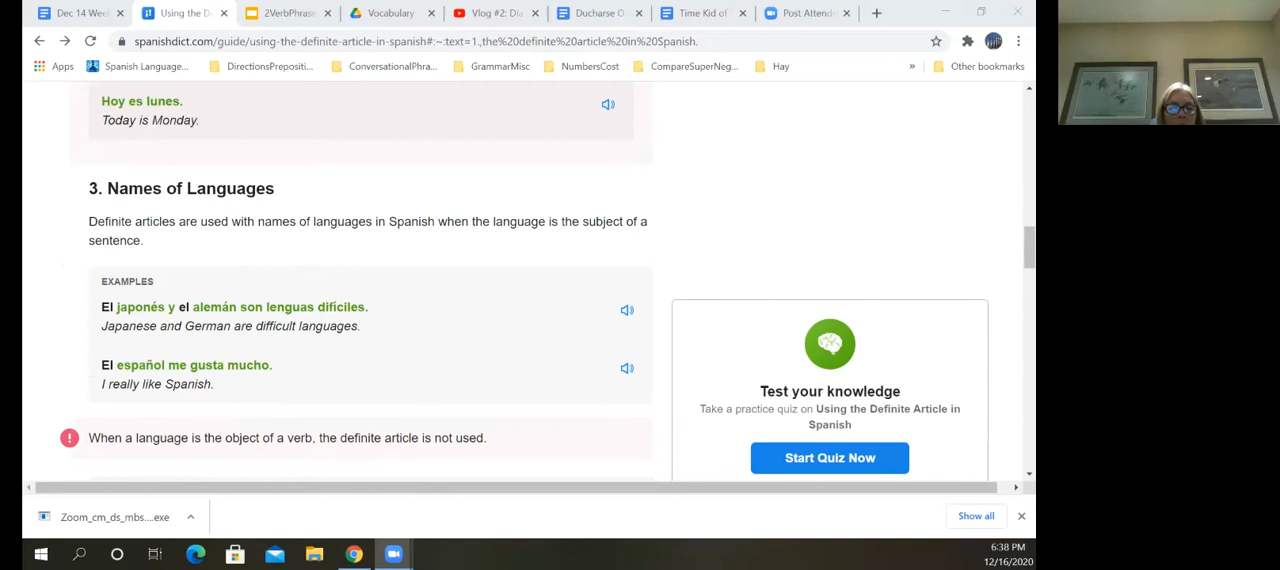 Dec 14 Wee
Using the D
2VerbPhrase
Vocabulary
Vlog #2: Dia
Ducharse O
Time Kid of
Post Attend
spanishdict.com/guide/using-the-definite-article-in-spanish#:~:text=1.,the%20definite%20article%20in%20Spanish.
Apps
Spanish Language...
DirectionsPrepositi...
ConversationalPhra...
GrammarMisc
NumbersCost
CompareSuperNeg...
Hay
»
Other bookmarks
Hoy es lunes.
Today is Monday.
3. Names of Languages
Definite articles are used with names of languages in Spanish when the language is the subject of a
sentence.
EXAMPLES
El japonés y el alemán son lenguas difíciles.
Japanese and German are difficult languages.
El español me gusta mucho.
I really like Spanish.
! When a language is the object of a verb, the definite article is not used.
Test your knowledge
Take a practice quiz on Using the Definite Article in
Spanish
Start Quiz Now
Zoom_cm_ds_mbs....exe
Show all
6:38 PM
12/16/2020